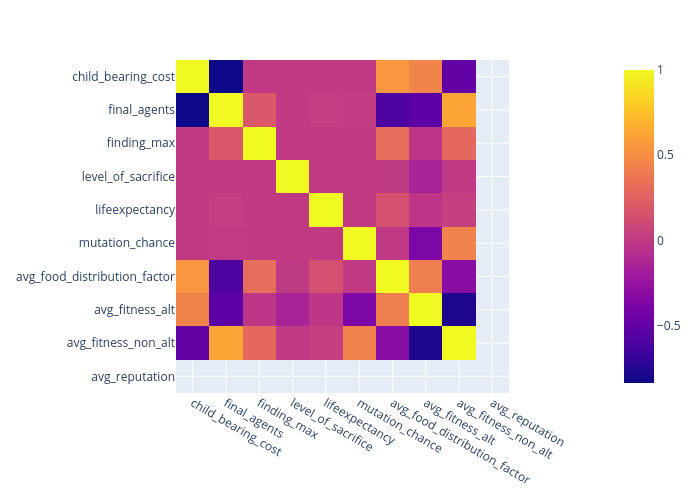 child_bearing_cost
final_agents
finding_max
level_of_sacrifice
lifeexpectancy
mutation_chance
avg_food_distribution_factor
avg_fitness_alt
avg_fitness_non_alt
avg_reputation
child_bearing_cost
final_agents
finding_max
level_of_sacrifice
lifeexpectancy
mutation_chance
avg_food_distribution_factor
avg_fitness_alt
avg_fitness_non_alt
avg_reputation
1
0.5
0
−0.5